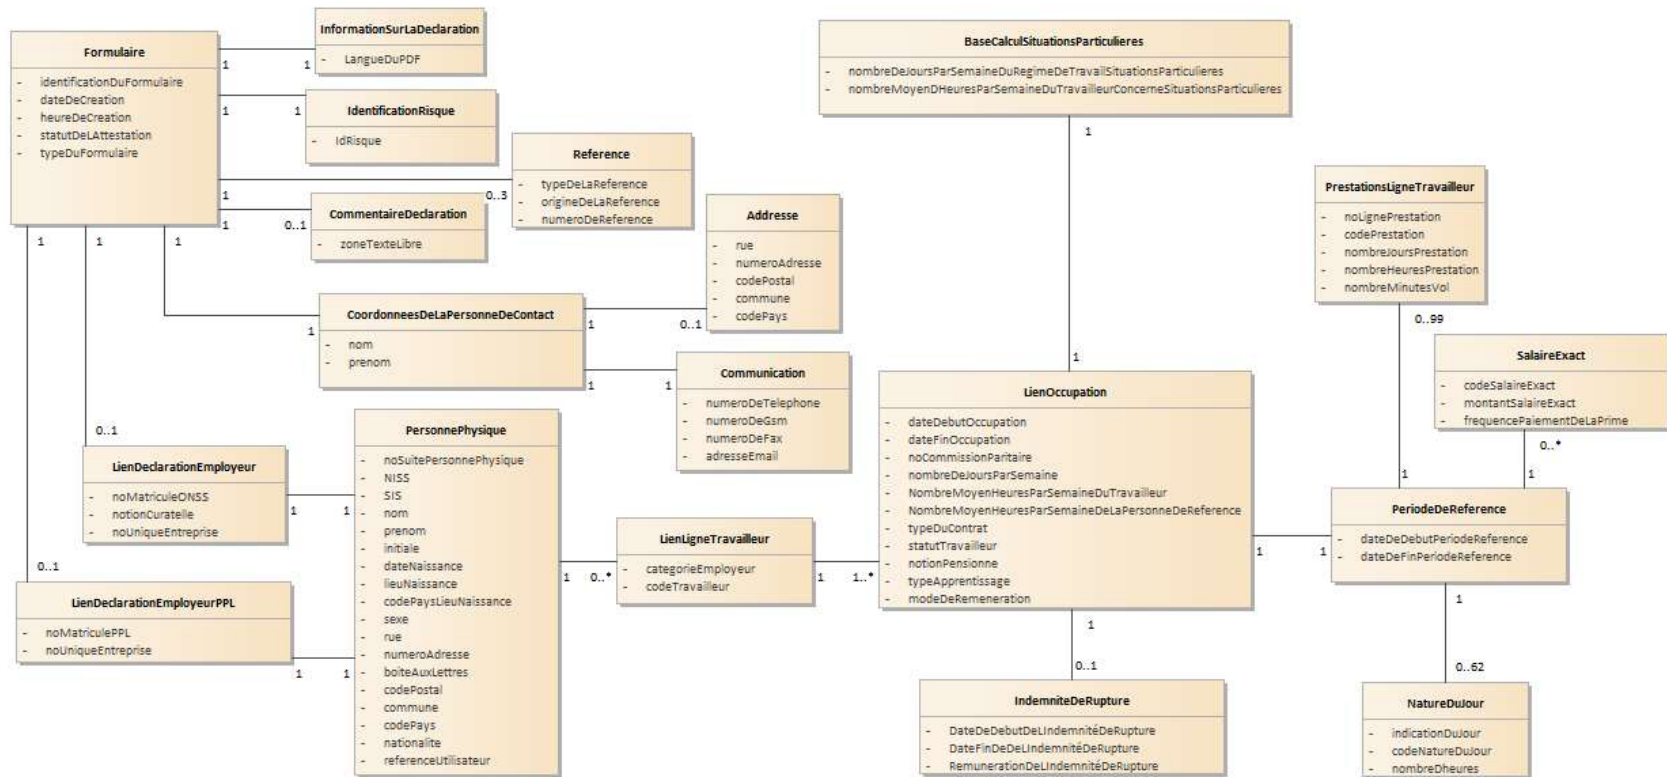 Formulaire
- identificationDuFormulaire
- dateDeCreation
- heureDeCreation
- statutDeLAttestation
- typeDuFormulaire
1
1
InformationSurLaDeclaration
- LangueDuPDF
1
1
IdentificationRisque
- IdRisque
1
0..3
Reference
- typeDeLaReference
- origineDeLaReference
- numeroDeReference
1
0..1
CommentaireDeclaration
- zoneTexteLibre
1
1
1
1
CoordonneesDeLaPersonneDeContact
- nom
- prenom
1
0..1
Addresse
- rue
- numeroAdresse
- codePostal
- commune
- codePays
1
1
Communication
- numeroDeTelephone
- numeroDeGsm
- numeroDeFax
- adresseEmail
0..1
LienDeclarationEmployeur
- noMatriculeONSS
- notionCuratelle
- noUniqueEntreprise
1
1
0..1
LienDeclarationEmployeurPPL
- noMatriculePPL
- noUniqueEntreprise
1
1
PersonnePhysique
- noSuitePersonnePhysique
- NISS
- SIS
- nom
- prenom
- initiale
- dateNaissance
- lieuNaissance
- codePaysLieuNaissance
- sexe
- rue
- numeroAdresse
- boiteAuxLettres
- codePostal
- commune
- codePays
- nationalite
- referenceUtilisateur
1
0..*
LienLigneTravailleur
- categorieEmployeur
- codeTravailleur
1
1..*
BaseCalculSituationsParticulieres
- nombreDeJoursParSemaineDuRegimeDeTravailSituationsParticulieres
- nombreMoyenDHeuresParSemaineDuTravailleurConcerneSituationsParticulieres
1
1
LienOccupation
- dateDebutOccupation
- dateFinOccupation
- noCommissionParitaire
- nombreDeJoursParSemaine
- NombreMoyenHeuresParSemaineDuTravailleur
- NombreMoyenHeuresParSemaineDeLaPersonneDeReference
- typeDuContrat
- statutTravailleur
- notionPensionne
- typeApprentissage
- modeDeRemeneration
1
0..1
IndemniteDeRupture
- DateDeDebutDeLIndemnitéDeRupture
- DateFinDeDeLIndemnitéDeRupture
- RemunerationDeLIndemnitéDeRupture
1
1
PrestationsLigneTravailleur
- noLignePrestation
- codePrestation
- nombreJoursPrestation
- nombreHeuresPrestation
- nombreMinutesVol
0..99
1
SalaireExact
- codeSalaireExact
- montantSalaireExact
- frequencePaiementDeLaPrime
0..*
1
PeriodeDeReference
- dateDeDebutPeriodeReference
- dateDeFinPeriodeReference
1
0..62
NatureDuJour
- indicationDuJour
- codeNatureDuJour
- nombreDheures